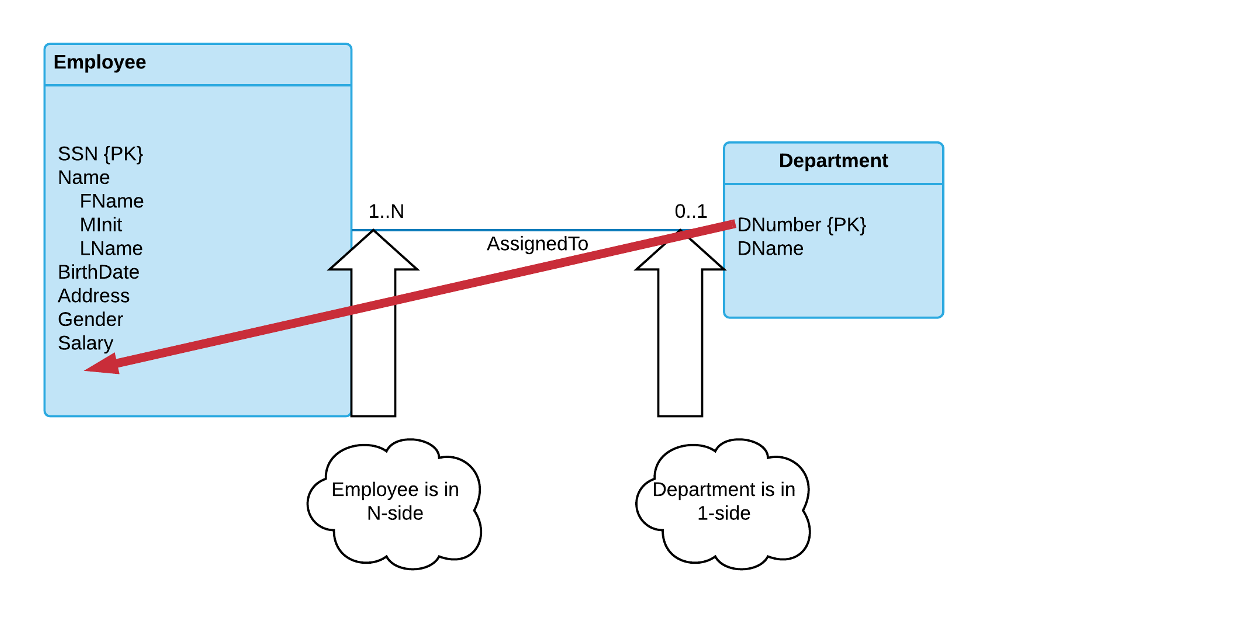 Employee
SSN {PK}
Name
FName
MInit
LName
BirthDate
Address
Gender
Salary
1..N
0..1
AssignedTo
Department
DNumber {PK}
DName
Employee is in
N-side
Department is in
1-side